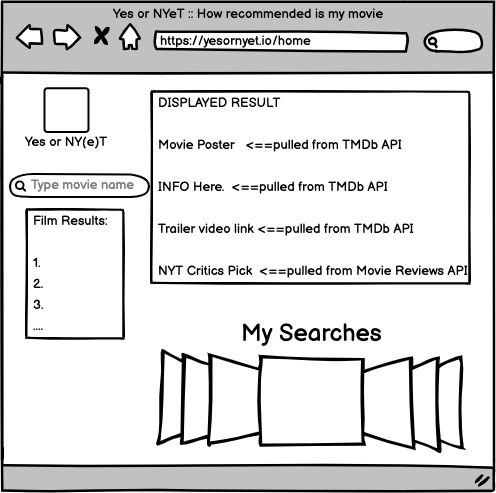 Yes or NYeT :: How recommended is my movie
https://yesornyet.io/home
Yes or NY(e)T
Type movie name
Film Results:
1.
2.
3.
....
DISPLAYED RESULT
Movie Poster <==pulled from TMDb API
INFO Here. <==pulled from TMDb API
Trailer video link <==pulled from TMDb API
NYT Critics Pick <==pulled from Movie Reviews API
My Searches